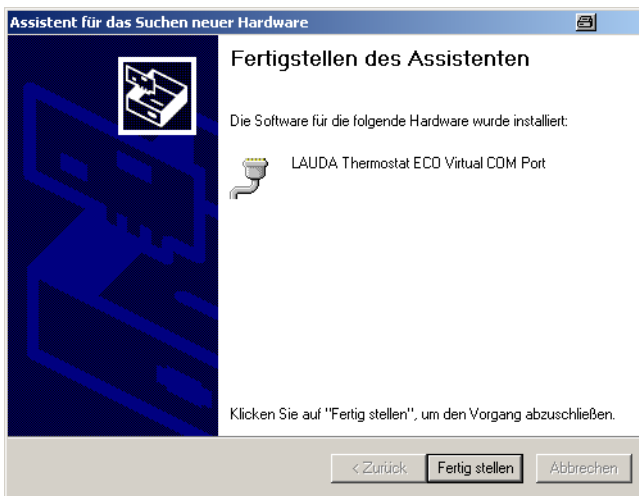 Assistent für das Suchen neuer Hardware
Fertigstellen des Assistenten
Die Software für die folgende Hardware wurde installiert:
LAUDA Thermostat ECO Virtual COM Port
Klicken Sie auf "Fertig stellen", um den Vorgang abzuschließen.
< Zurück Fertig stellen Abbrechen